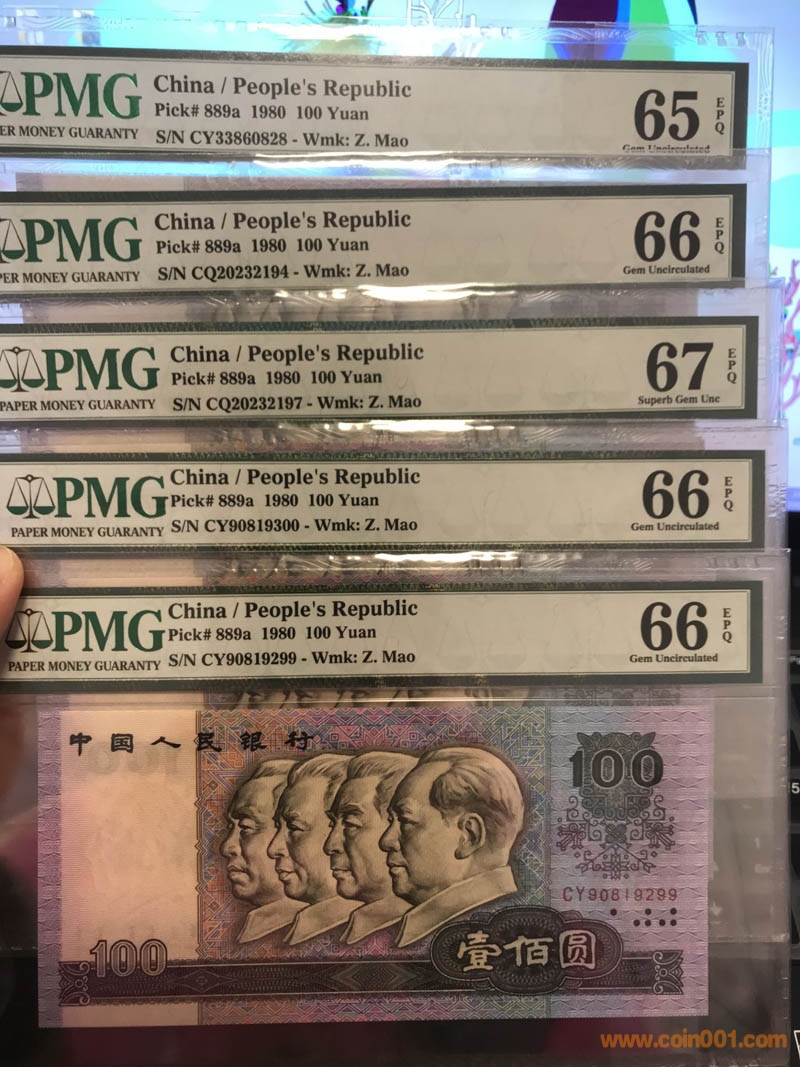 PMG
ER MONEY GUARANTY
China / People's Republic
Pick# 889a 1980 100 Yuan
S/N CY33860828 - Wmk: Z. Mao
65
EPQ
Gem Uncirculated
PMG
PER MONEY GUARANTY
China / People's Republic
Pick# 889a 1980 100 Yuan
S/N CQ20232194 - Wmk: Z. Mao
66
EPQ
Gem Uncirculated
PMG
PAPER MONEY GUARANTY
China / People's Republic
Pick# 889a 1980 100 Yuan
S/N CQ20232197 - Wmk: Z. Mao
67
EPQ
Superb Gem Unc
PMG
PAPER MONEY GUARANTY
China / People's Republic
Pick# 889a 1980 100 Yuan
S/N CY90819300 - Wmk: Z. Mao
66
EPQ
Gem Uncirculated
PMG
PAPER MONEY GUARANTY
China / People's Republic
Pick# 889a 1980 100 Yuan
S/N CY90819299 - Wmk: Z. Mao
66
EPQ
Gem Uncirculated
中国人民银行
100
CY90819299
100
壹佰圆
www.coin001.com